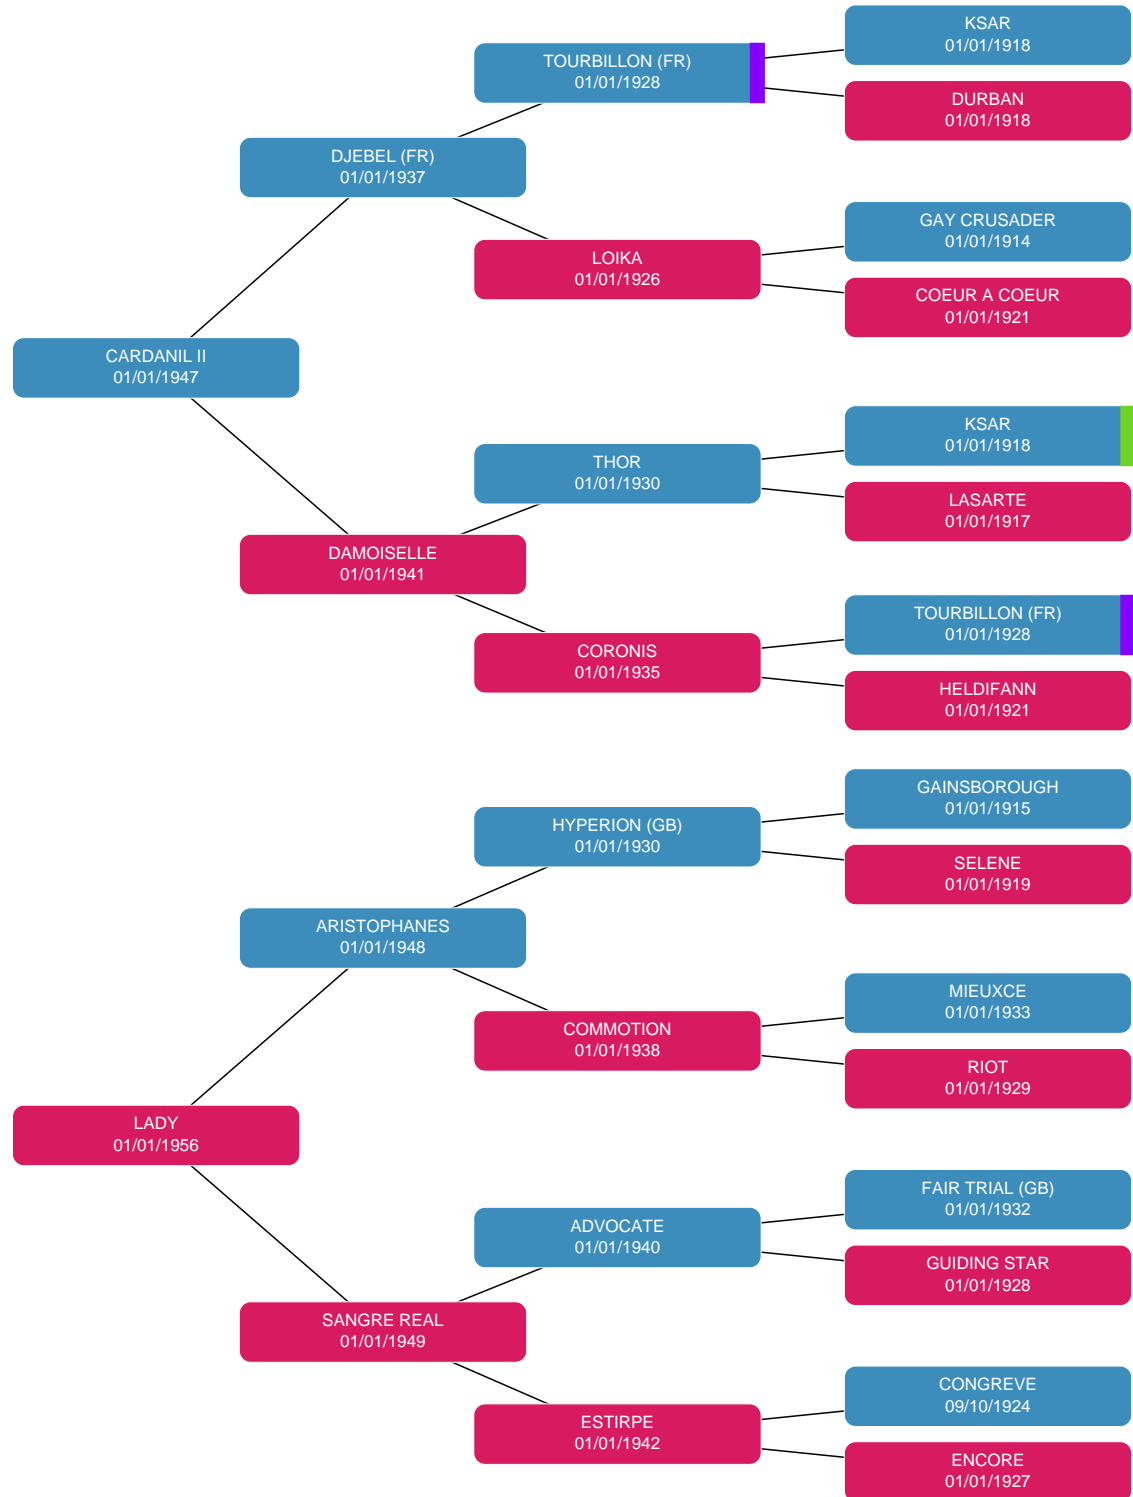 KSAR
01/01/1918
TOURBILLON (FR)
01/01/1928
DURBAN
01/01/1918
DJEBEL (FR)
01/01/1937
GAY CRUSADER
01/01/1914
LOIKA
01/01/1926
COEUR A COEUR
01/01/1921
CARDANIL II
01/01/1947
KSAR
01/01/1918
THOR
01/01/1930
LASARTE
01/01/1917
DAMOISELLE
01/01/1941
TOURBILLON (FR)
01/01/1928
CORONIS
01/01/1935
HELDIFANN
01/01/1921
GAINSBOROUGH
01/01/1915
HYPERION (GB)
01/01/1930
SELENE
01/01/1919
ARISTOPHANES
01/01/1948
MIEUXCE
01/01/1933
COMMOTION
01/01/1938
RIOT
01/01/1929
LADY
01/01/1956
FAIR TRIAL (GB)
01/01/1932
ADVOCATE
01/01/1940
GUIDING STAR
01/01/1928
SANGRE REAL
01/01/1949
CONGREVE
09/10/1924
ESTIRPE
01/01/1942
ENCORE
01/01/1927